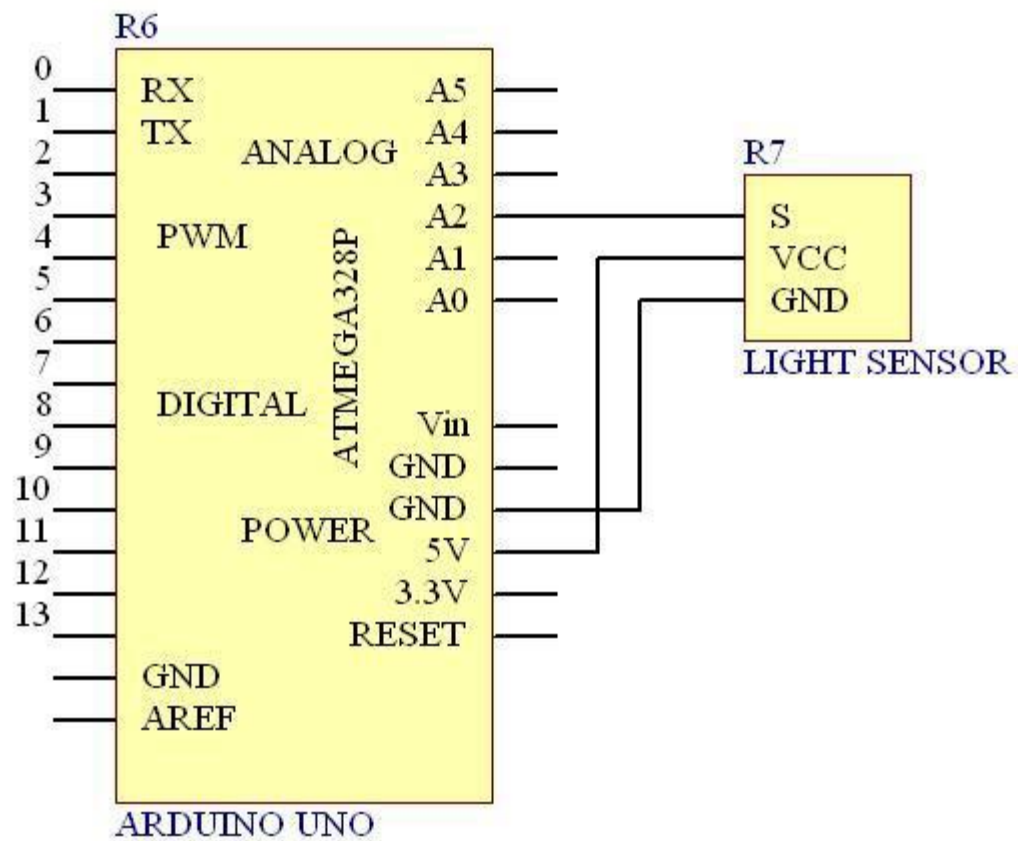 R6
0
1
2
3
4
5
6
7
8
9
10
11
12
13
RX
TX
ANALOG
PWM
ATMEGA328P
DIGITAL
POWER
GND
AREF
A5
A4
A3
A2
A1
A0
Vin
GND
GND
5V
3.3V
RESET
ARDUINO UNO
R7
S
VCC
GND
LIGHT SENSOR